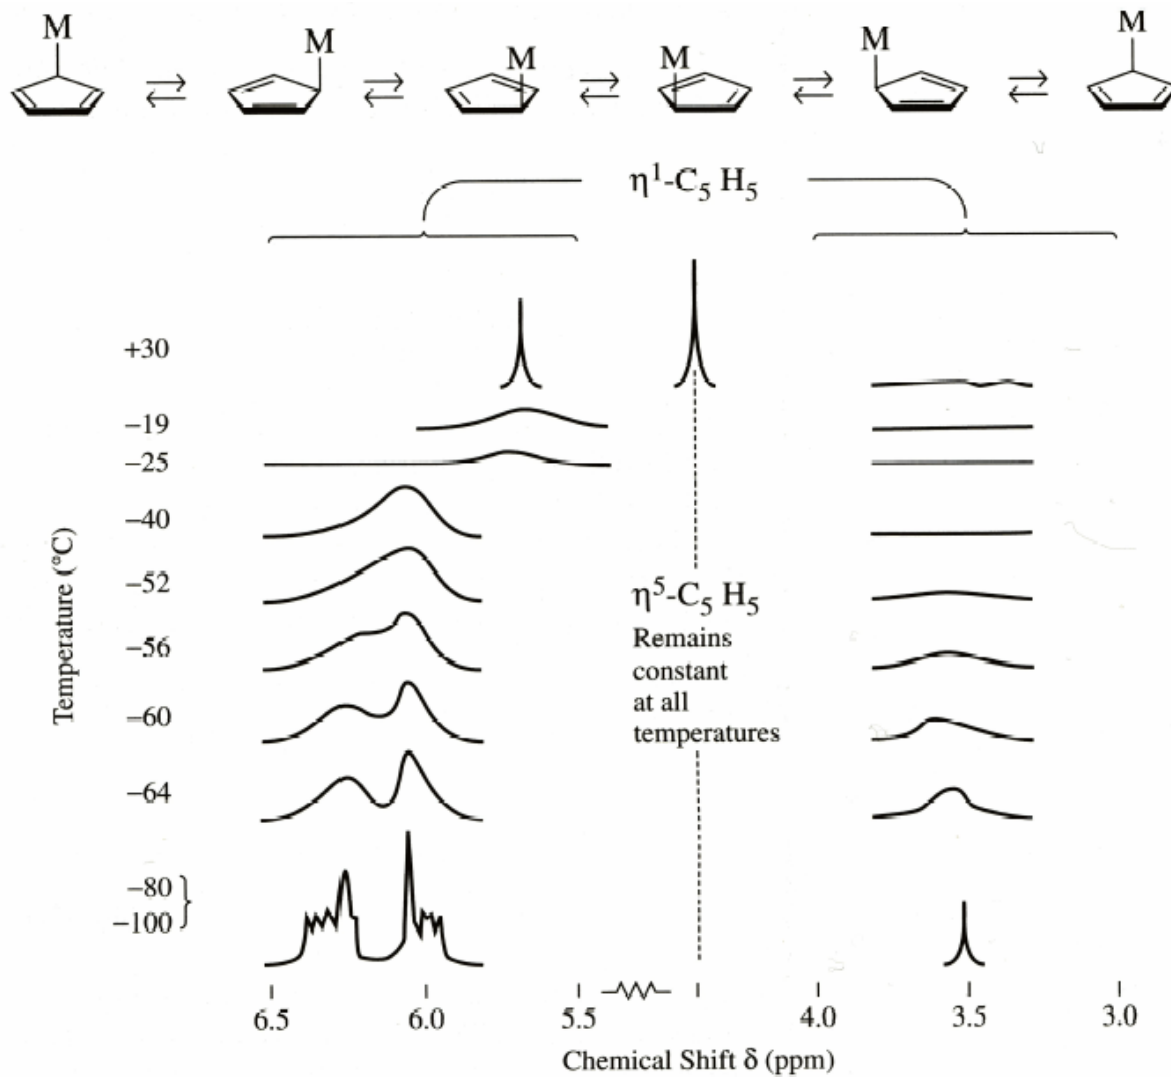 M
M
M
M
M
M
η¹-C₅ H₅
+30
−19
−25
−40
−52
−56
−60
−64
−80
−100
Temperature (°C)
η⁵-C₅ H₅
Remains
constant
at all
temperatures
6.5
6.0
5.5
4.0
3.5
3.0
Chemical Shift δ (ppm)